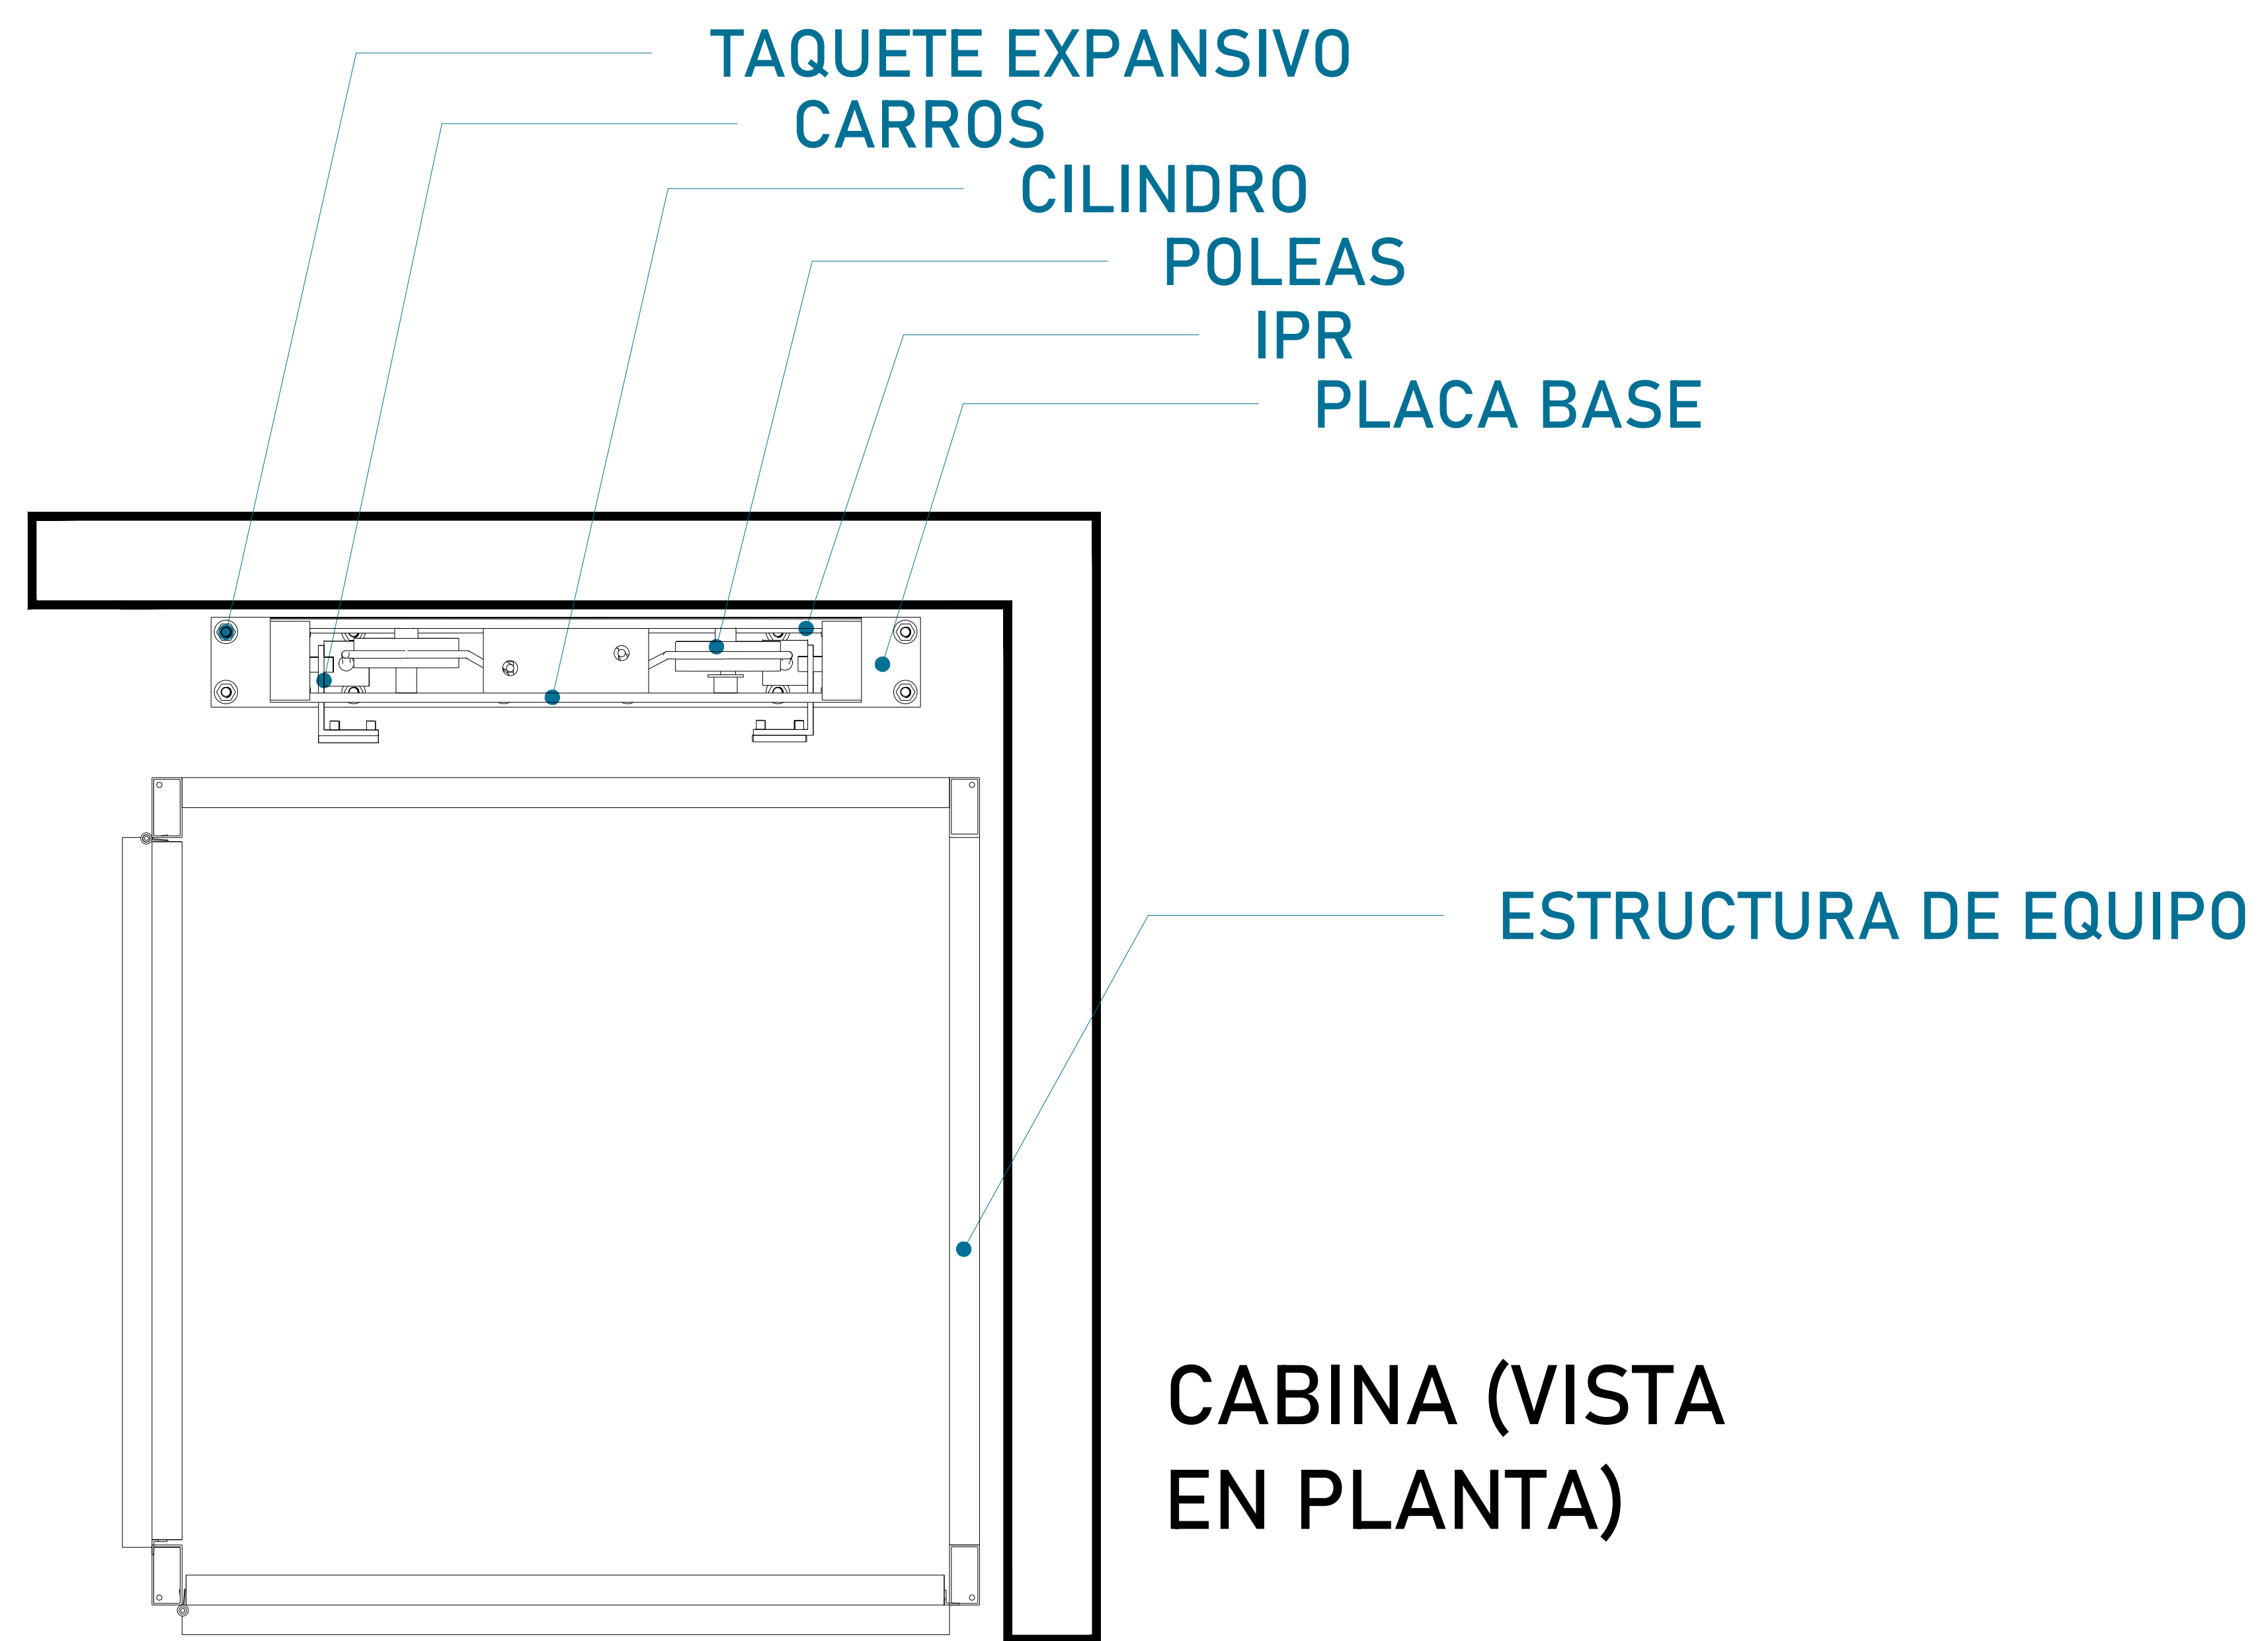 TAQUETE EXPANSIVO
CARROS
CILINDRO
POLEAS
IPR
PLACA BASE
ESTRUCTURA DE EQUIPO
CABINA (VISTA
EN PLANTA)